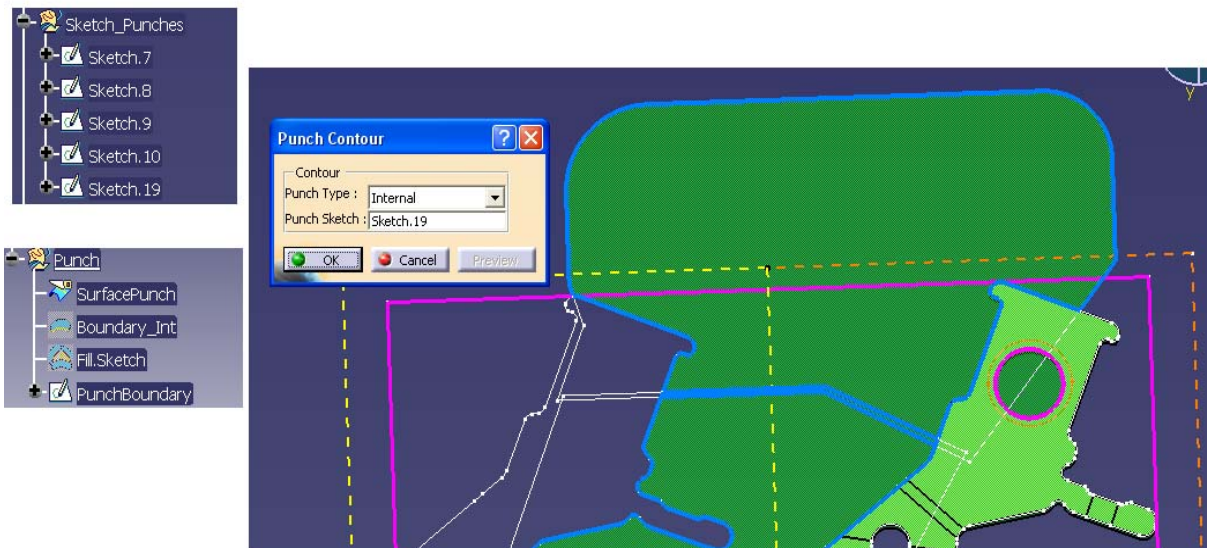 Sketch_Punches
Sketch.7
Sketch.8
Sketch.9
Sketch.10
Sketch.19
Punch
SurfacePunch
Boundary_Int
Fill.Sketch
PunchBoundary
Punch Contour
Contour
Punch Type : Internal
Punch Sketch : Sketch.19
OK Cancel Preview
y